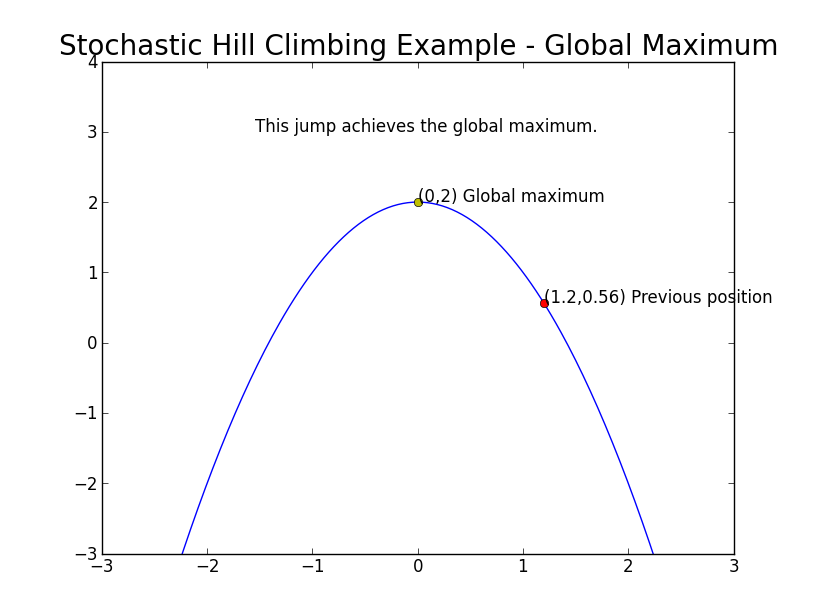 Stochastic Hill Climbing Example - Global Maximum
4
This jump achieves the global maximum.
3
(0,2) Global maximum
2
1
(1.2,0.56) Previous position
0
−1
−2
−3
−3 −2 −1 0 1 2 3